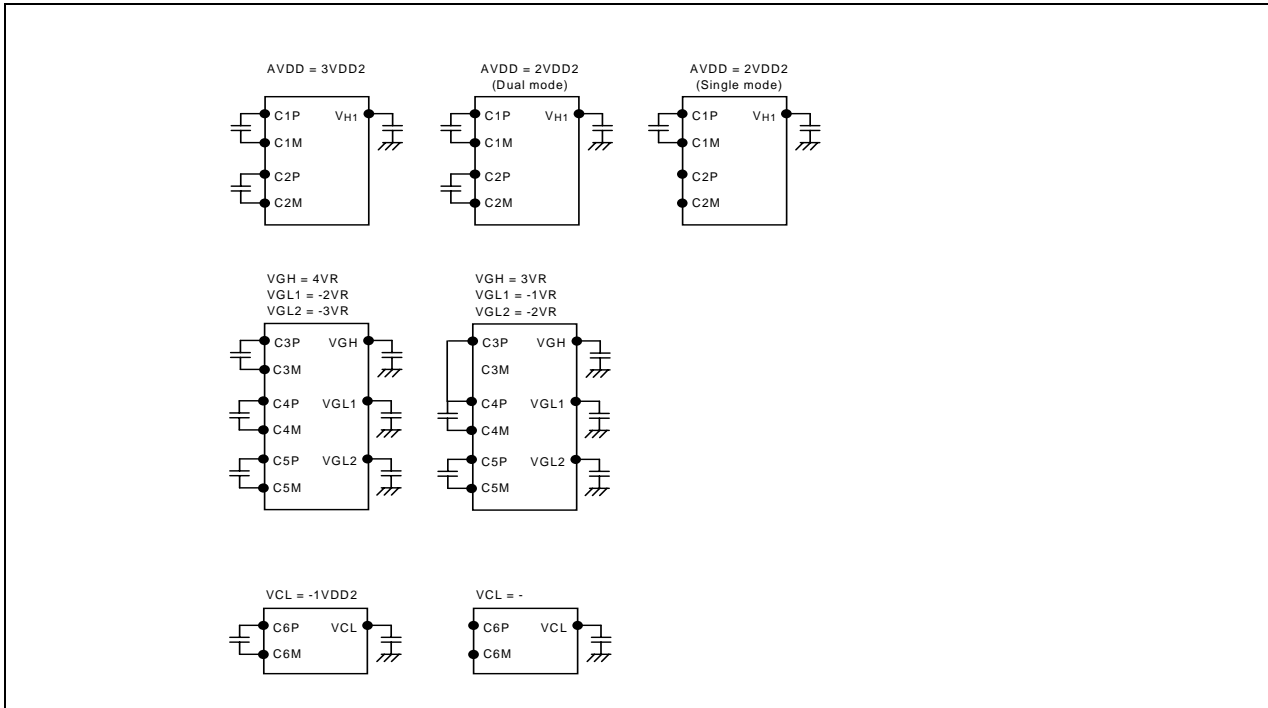 AVDD = 3VDD2
C1P VH1
C1M
C2P
C2M
AVDD = 2VDD2
(Dual mode)
C1P VH1
C1M
C2P
C2M
AVDD = 2VDD2
(Single mode)
C1P VH1
C1M
C2P
C2M
VGH = 4VR
VGL1 = -2VR
VGL2 = -3VR
C3P VGH
C3M
C4P VGL1
C4M
C5P VGL2
C5M
VGH = 3VR
VGL1 = -1VR
VGL2 = -2VR
C3P VGH
C3M
C4P VGL1
C4M
C5P VGL2
C5M
VCL = -1VDD2
C6P VCL
C6M
VCL = -
C6P VCL
C6M